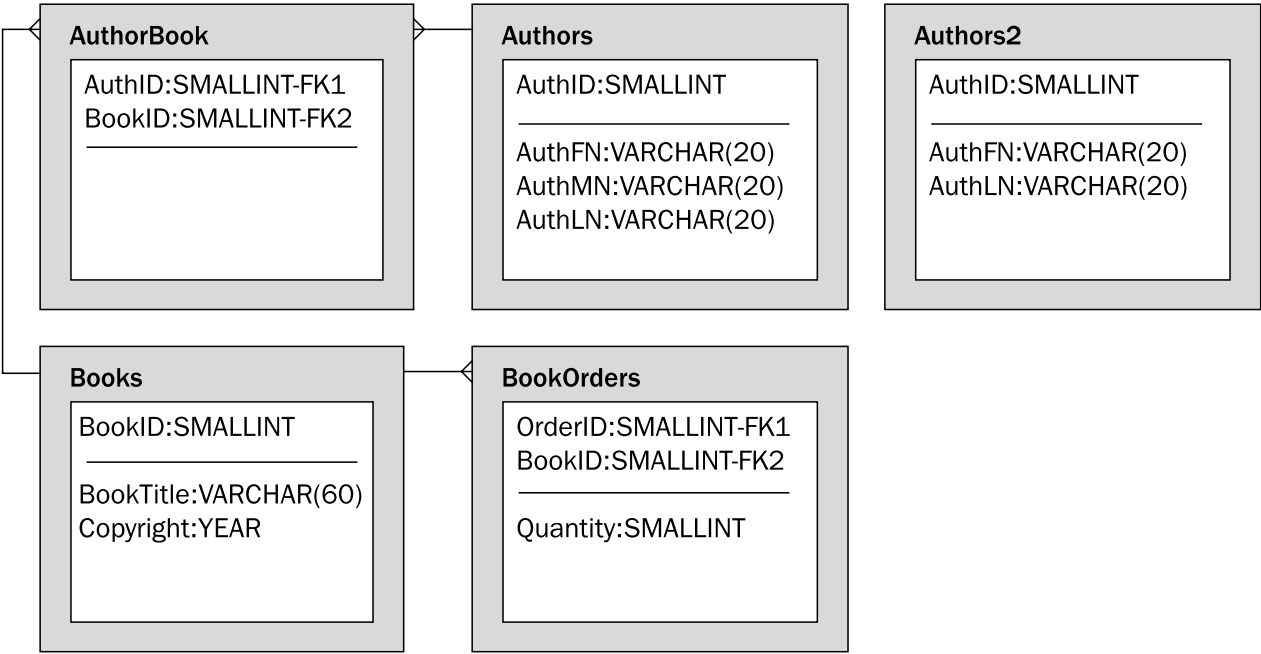 AuthorBook
AuthID:SMALLINT-FK1
BookID:SMALLINT-FK2
Authors
AuthID:SMALLINT
AuthFN:VARCHAR(20)
AuthMN:VARCHAR(20)
AuthLN:VARCHAR(20)
Authors2
AuthID:SMALLINT
AuthFN:VARCHAR(20)
AuthLN:VARCHAR(20)
Books
BookID:SMALLINT
BookTitle:VARCHAR(60)
Copyright:YEAR
BookOrders
OrderID:SMALLINT-FK1
BookID:SMALLINT-FK2
Quantity:SMALLINT